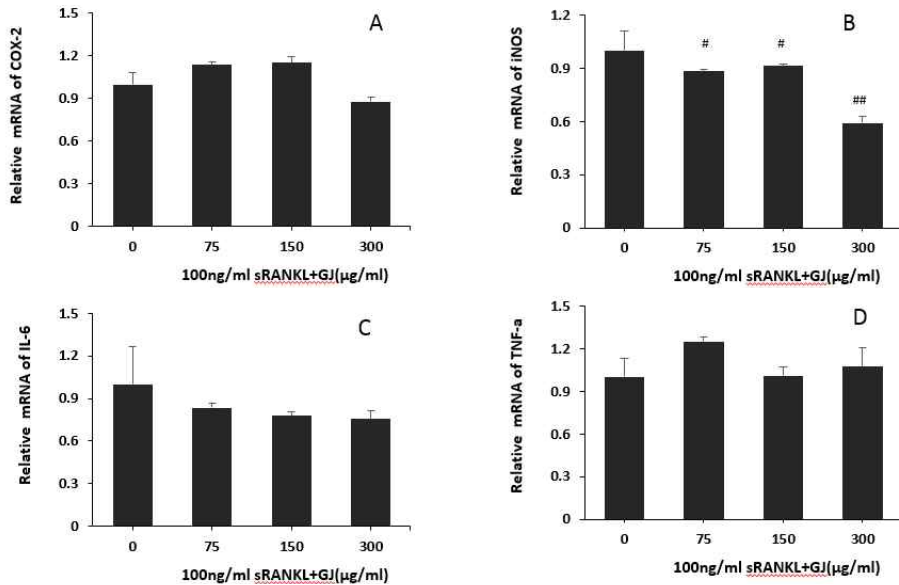 A
Relative mRNA of COX-2
1.5
1.2
0.9
0.6
0.3
0
0 75 150 300
100ng/ml sRANKL+GJ(µg/ml)
B
Relative mRNA of iNOS
1.2
0.9
0.6
0.3
0
# # ##
0 75 150 300
100ng/ml sRANKL+GJ(µg/ml)
C
Relative mRNA of IL-6
1.5
1.2
0.9
0.6
0.3
0
0 75 150 300
100ng/ml sRANKL+GJ(µg/ml)
D
Relative mRNA of TNF-a
1.5
1.2
0.9
0.6
0.3
0
0 75 150 300
100ng/ml sRANKL+GJ(µg/ml)